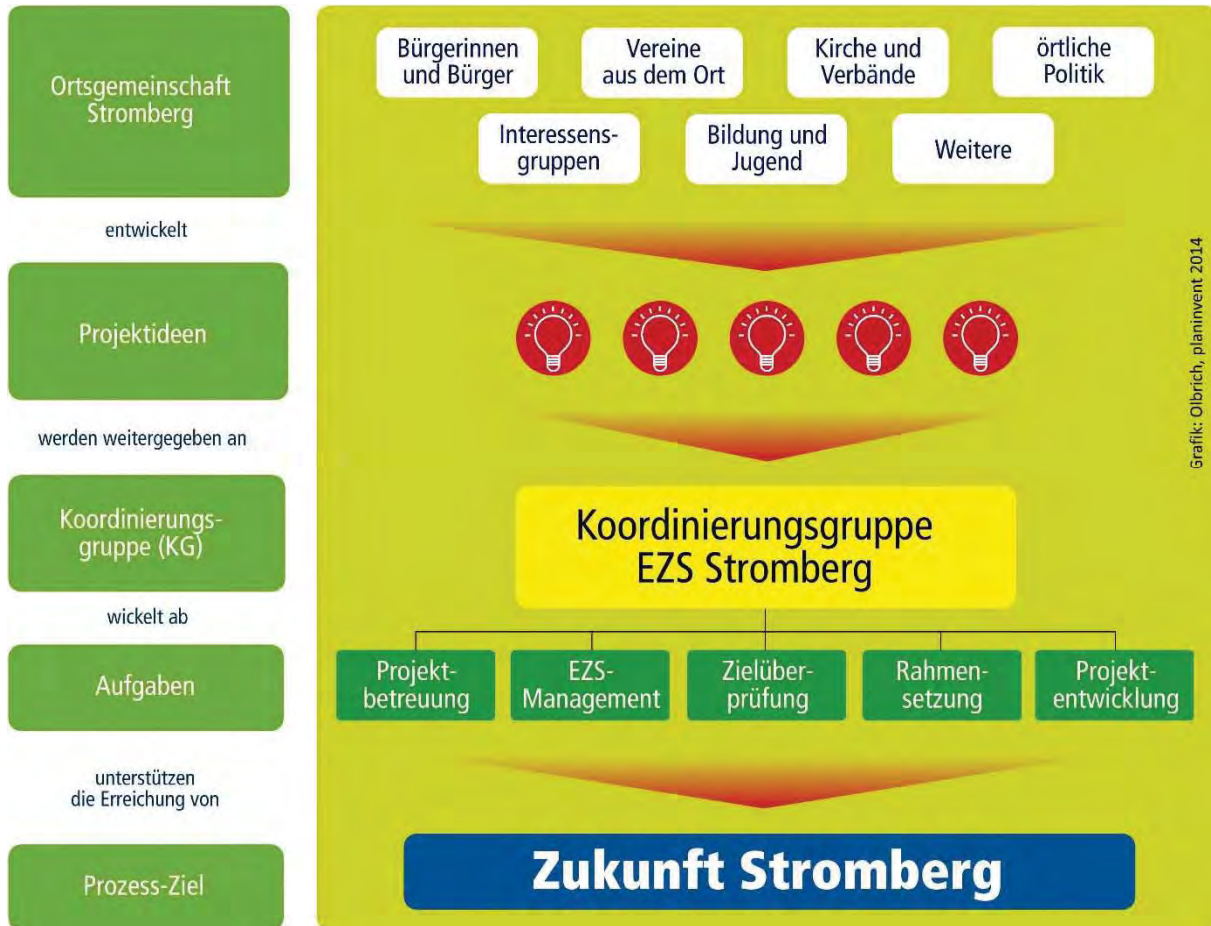 Ortsgemeinschaft
Stromberg
entwickelt
Projektideen
werden weitergegeben an
Koordinierungs-
gruppe (KG)
wickelt ab
Aufgaben
unterstützen
die Erreichung von
Prozess-Ziel
Bürgerinnen
und Bürger
Vereine
aus dem Ort
Kirche und
Verbände
örtliche
Politik
Interessens-
gruppen
Bildung und
Jugend
Weitere
Koordinierungsgruppe
EZS Stromberg
Projekt-
betreuung
EZS-
Management
Zielüber-
prüfung
Rahmen-
setzung
Projekt-
entwicklung
Zukunft Stromberg
Grafik: Olbrich, planinvent 2014